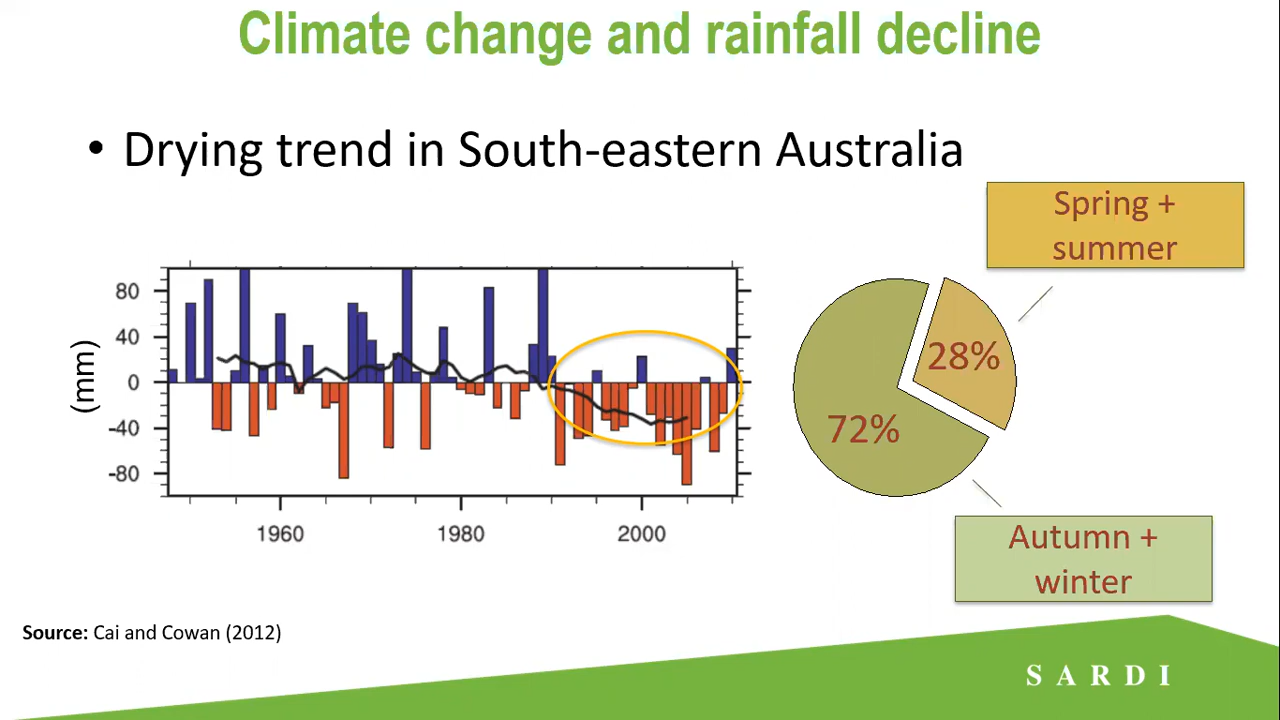 Climate change and rainfall decline
• Drying trend in South-eastern Australia
Spring +
summer
80
40
0
-40
-80
(mm)
1960
1980
2000
28%
72%
Autumn +
winter
Source: Cai and Cowan (2012)
SARDI